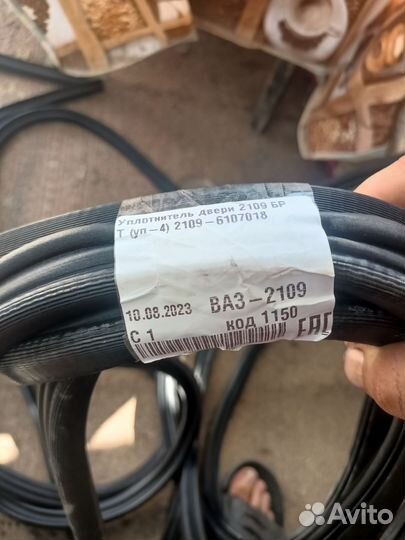 Уплотнитель двери 2109 БР
Т (уп-4) 2109-6107018
10.08.2023 ВАЗ-2109
С 1 код 1150 ЕАС
Avito